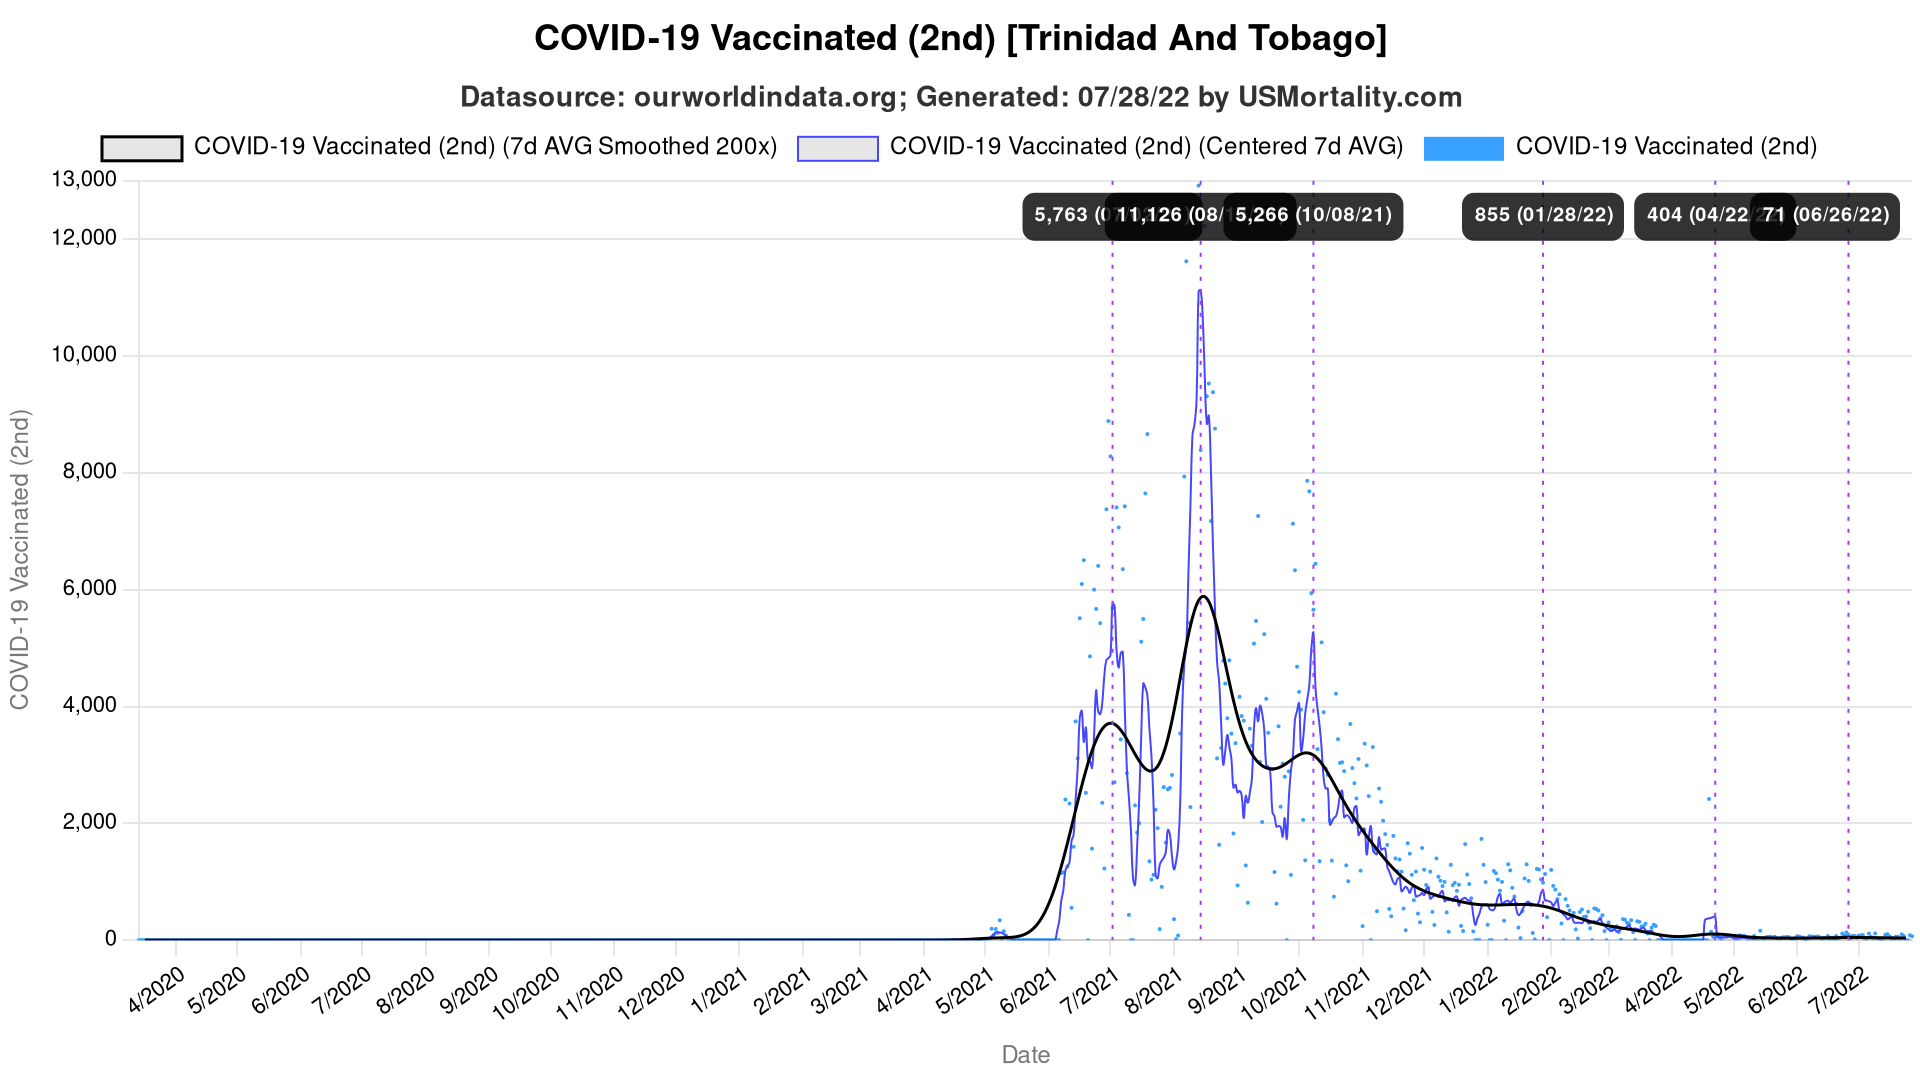 COVID-19 Vaccinated (2nd) [Trinidad And Tobago]
Datasource: ourworldindata.org; Generated: 07/28/22 by USMortality.com
COVID-19 Vaccinated (2nd) (7d AVG Smoothed 200x) COVID-19 Vaccinated (2nd) (Centered 7d AVG) COVID-19 Vaccinated (2nd)
13,000
5,763 11,126 (08/ 5,266 (10/08/21) 855 (01/28/22) 404 (04/22/ 71 (06/26/22)
12,000
10,000
8,000
6,000
4,000
2,000
0
COVID-19 Vaccinated (2nd)
4/2020 5/2020 6/2020 7/2020 8/2020 9/2020 10/2020 11/2020 12/2020 1/2021 2/2021 3/2021 4/2021 5/2021 6/2021 7/2021 8/2021 9/2021 10/2021 11/2021 12/2021 1/2022 2/2022 3/2022 4/2022 5/2022 6/2022 7/2022
Date